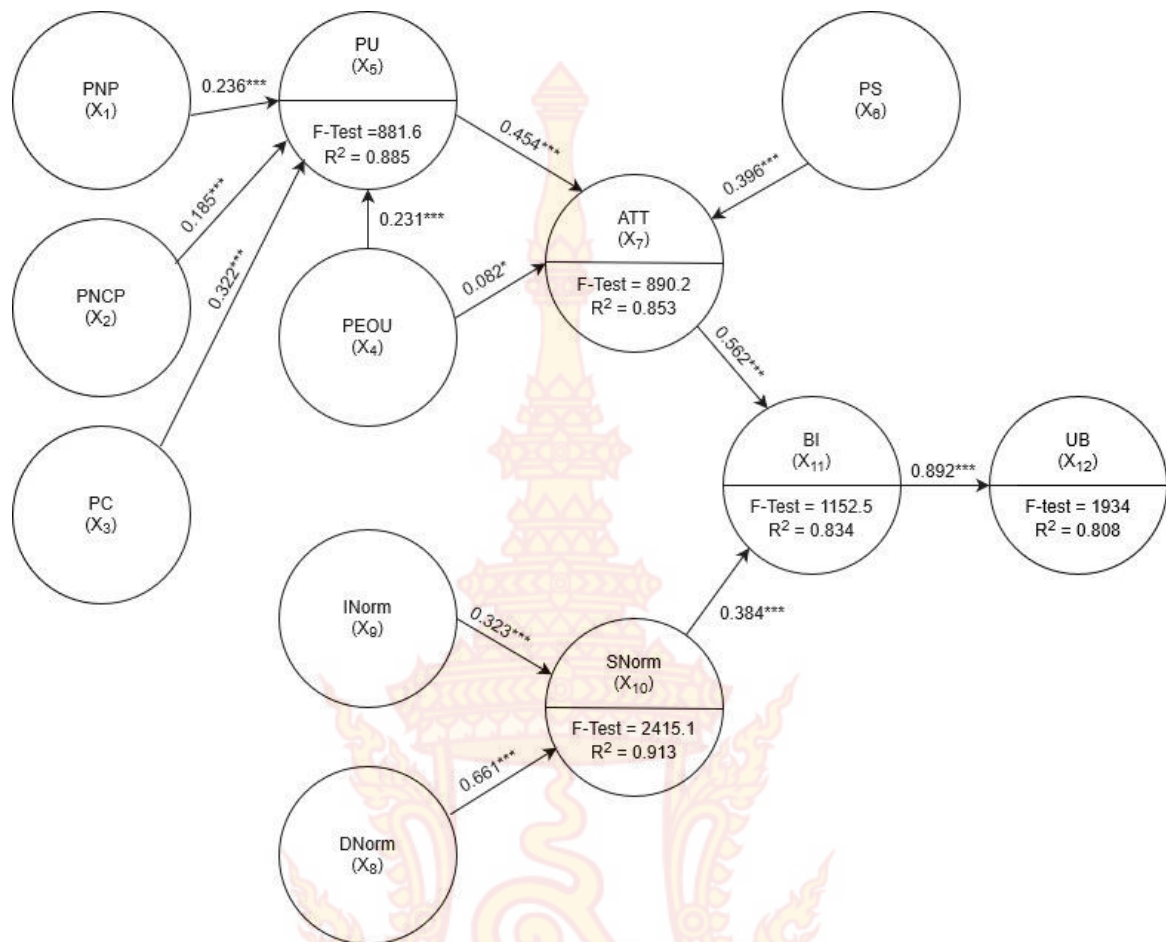 PNP
(X₁)
0.236***
PU
(X₅)
F-Test =881.6
R² = 0.885
PS
(X₆)
0.454***
0.396***
0.185***
0.322***
0.231***
PNCP
(X₂)
PEOU
(X₄)
0.082*
ATT
(X₇)
F-Test = 890.2
R² = 0.853
0.562***
PC
(X₃)
BI
(X₁₁)
F-Test = 1152.5
R² = 0.834
0.892***
UB
(X₁₂)
F-test = 1934
R² = 0.808
INorm
(X₉)
0.323***
0.384***
SNorm
(X₁₀)
F-Test = 2415.1
R² = 0.913
0.661***
DNorm
(X₈)